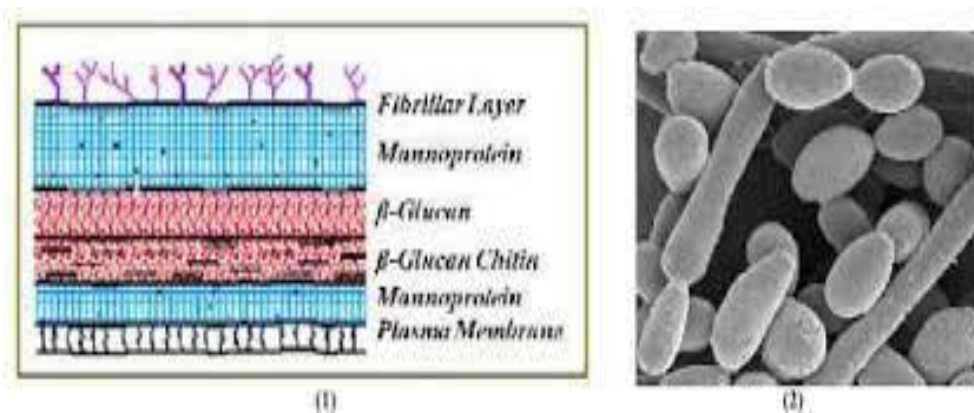 Fibrillar Layer
Mannoprotein
β-Glucan
β-Glucan Chitin
Mannoprotein
Plasma Membrane
(1)
(2)